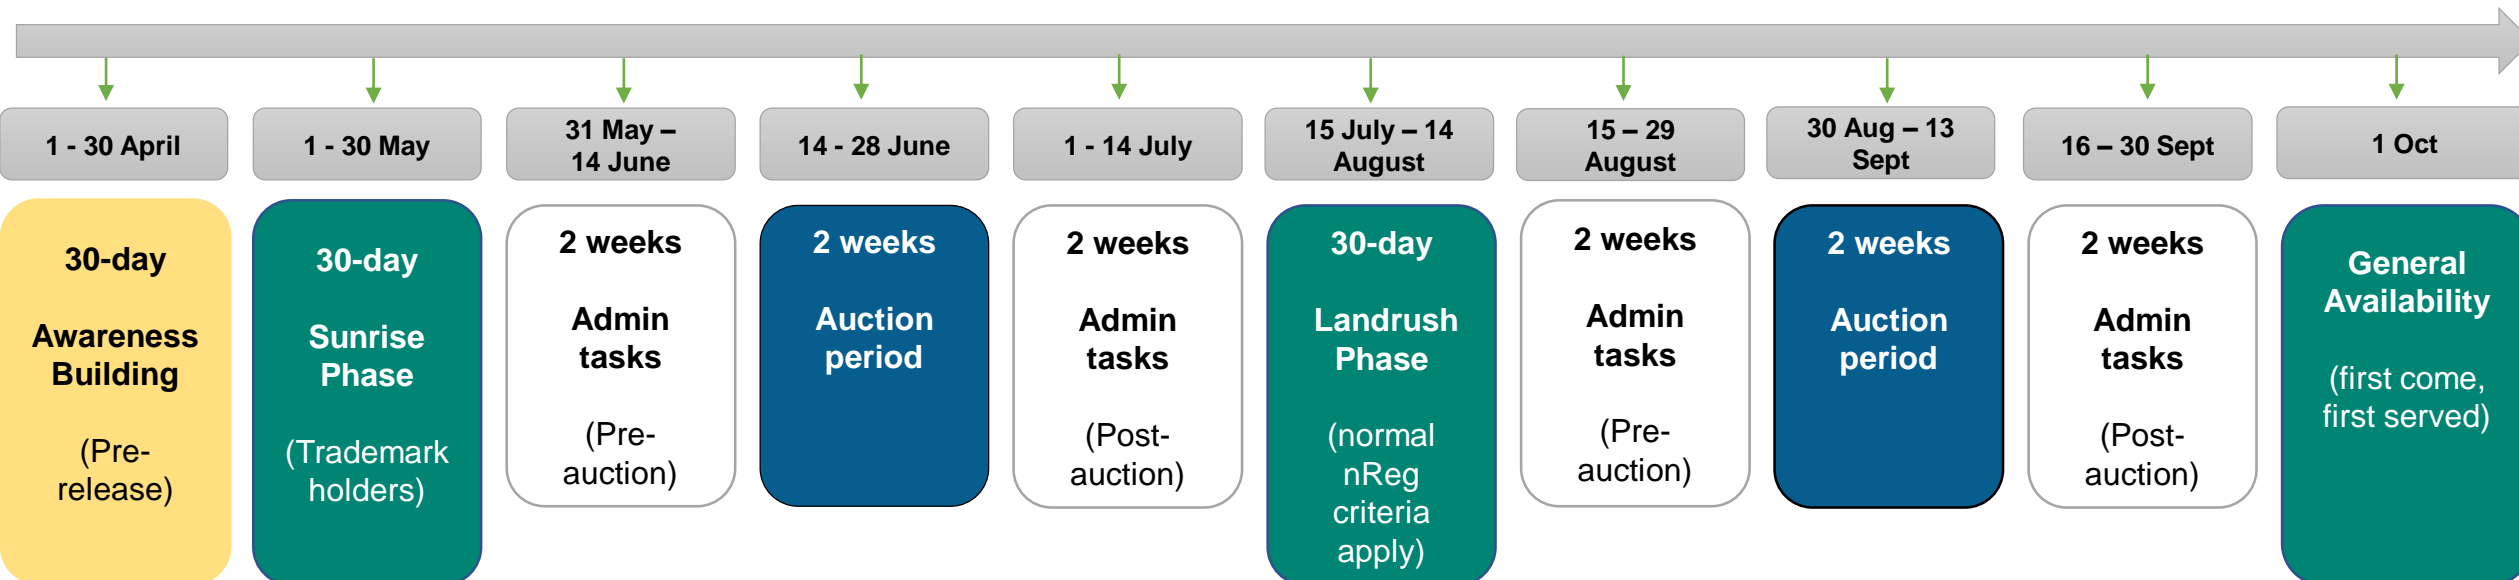 1 - 30 April
1 - 30 May
31 May –
14 June
14 - 28 June
1 - 14 July
15 July – 14
August
15 – 29
August
30 Aug – 13
Sept
16 – 30 Sept
1 Oct
30-day
Awareness
Building
(Pre-
release)
30-day
Sunrise
Phase
(Trademark
holders)
2 weeks
Admin
tasks
(Pre-
auction)
2 weeks
Auction
period
2 weeks
Admin
tasks
(Post-
auction)
30-day
Landrush
Phase
(normal
nReg
criteria
apply)
2 weeks
Admin
tasks
(Pre-
auction)
2 weeks
Auction
period
2 weeks
Admin
tasks
(Post-
auction)
General
Availability
(first come,
first served)